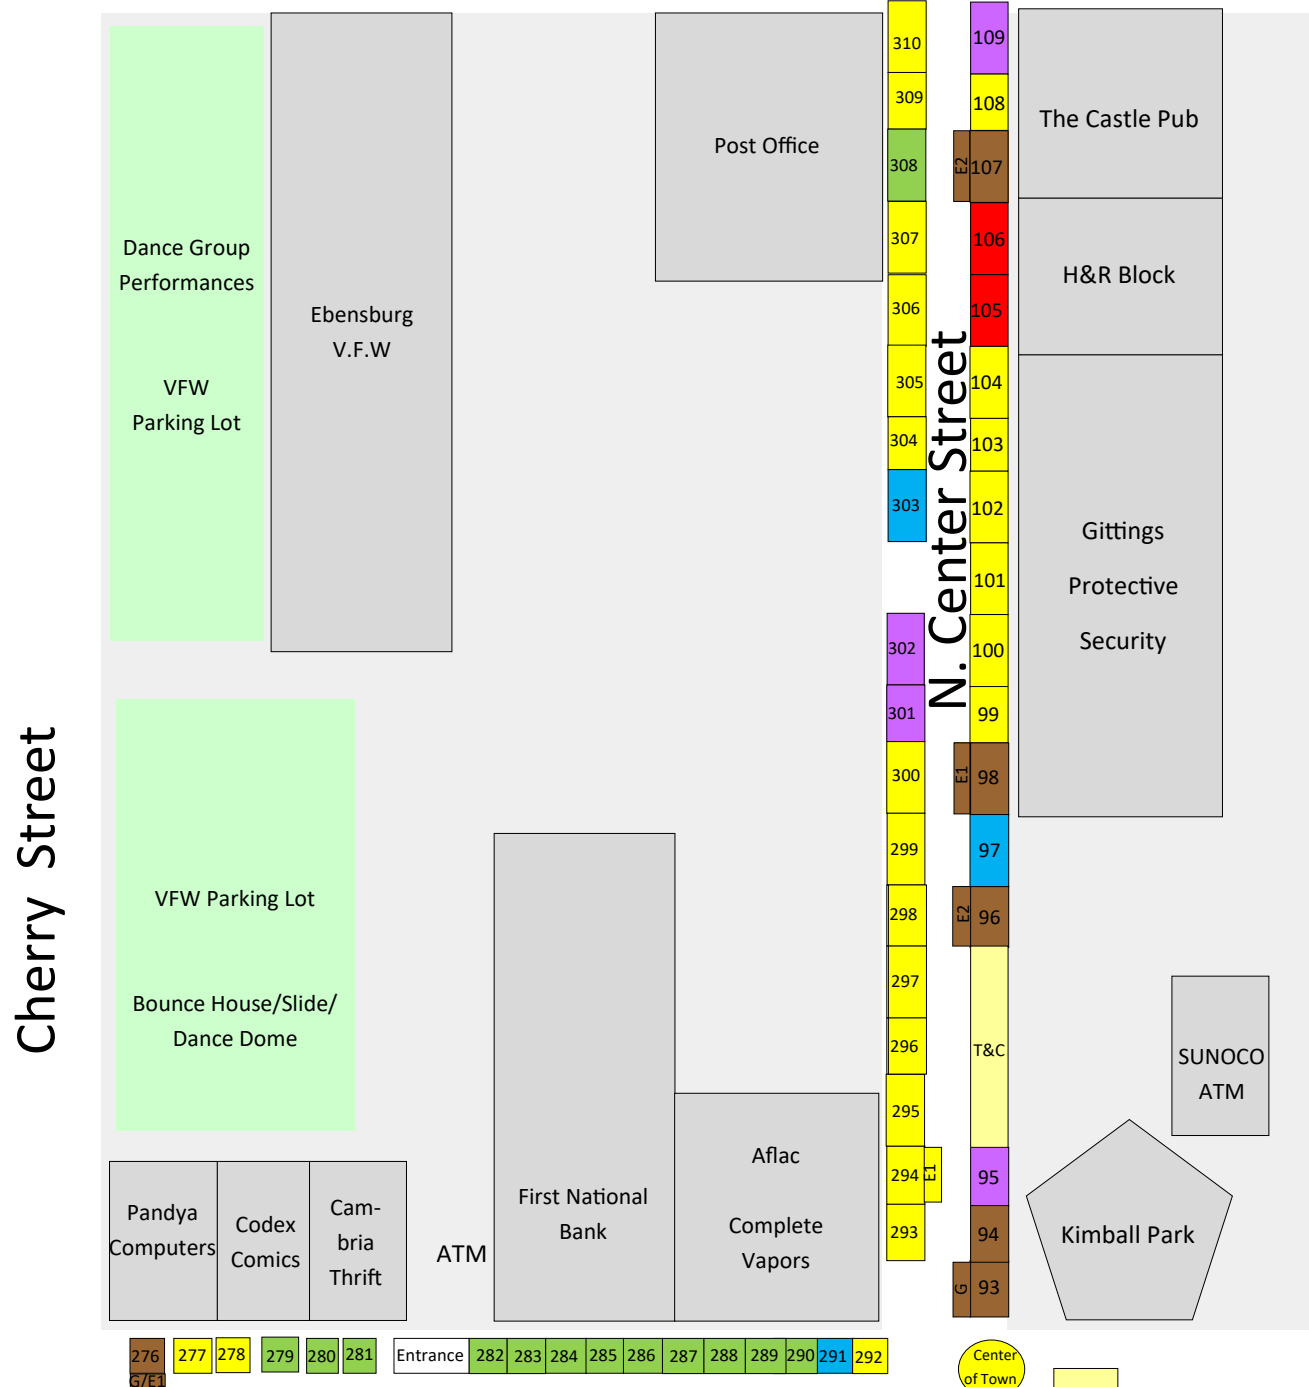 310
309
308
307
306
305
304
303
302
301
300
299
298
297
296
295
294
E1
293
109
108
E2
107
106
105
104
103
102
101
100
99
E1
98
97
E2
96
T&C
95
94
G
93
N. Center Street
Cherry Street
Post Office
The Castle Pub
H&R Block
Gittings
Protective
Security
Dance Group
Performances
VFW
Parking Lot
Ebensburg
V.F.W
VFW Parking Lot
Bounce House/Slide/
Dance Dome
SUNOCO
ATM
Kimball Park
Pandya
Computers
Codex
Comics
Cam-
bria
Thrift
ATM
First National
Bank
Aflac
Complete
Vapors
276
G/E1
277
278
279
280
281
Entrance
282
283
284
285
286
287
288
289
290
291
292
Center
of Town